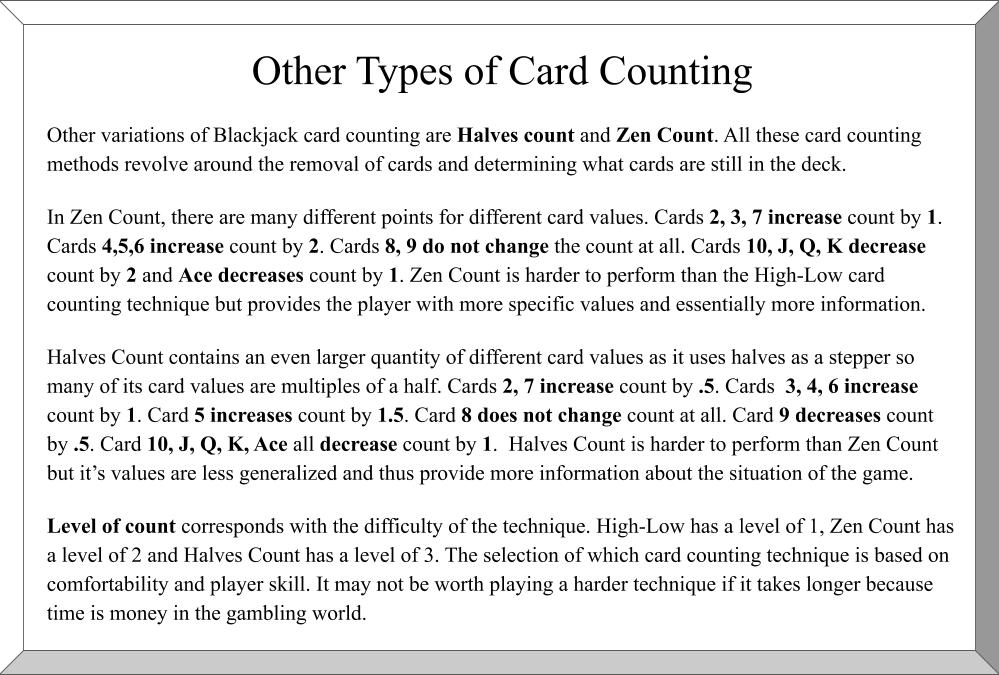 Other Types of Card Counting
Other variations of Blackjack card counting are Halves count and Zen Count. All these card counting
methods revolve around the removal of cards and determining what cards are still in the deck.
In Zen Count, there are many different points for different card values. Cards 2, 3, 7 increase count by 1.
Cards 4,5,6 increase count by 2. Cards 8, 9 do not change the count at all. Cards 10, J, Q, K decrease
count by 2 and Ace decreases count by 1. Zen Count is harder to perform than the High-Low card
counting technique but provides the player with more specific values and essentially more information.
Halves Count contains an even larger quantity of different card values as it uses halves as a stepper so
many of its card values are multiples of a half. Cards 2, 7 increase count by .5. Cards  3, 4, 6 increase
count by 1. Card 5 increases count by 1.5. Card 8 does not change count at all. Card 9 decreases count
by .5. Card 10, J, Q, K, Ace all decrease count by 1.  Halves Count is harder to perform than Zen Count
but it’s values are less generalized and thus provide more information about the situation of the game.
Level of count corresponds with the difficulty of the technique. High-Low has a level of 1, Zen Count has
a level of 2 and Halves Count has a level of 3. The selection of which card counting technique is based on
comfortability and player skill. It may not be worth playing a harder technique if it takes longer because
time is money in the gambling world.